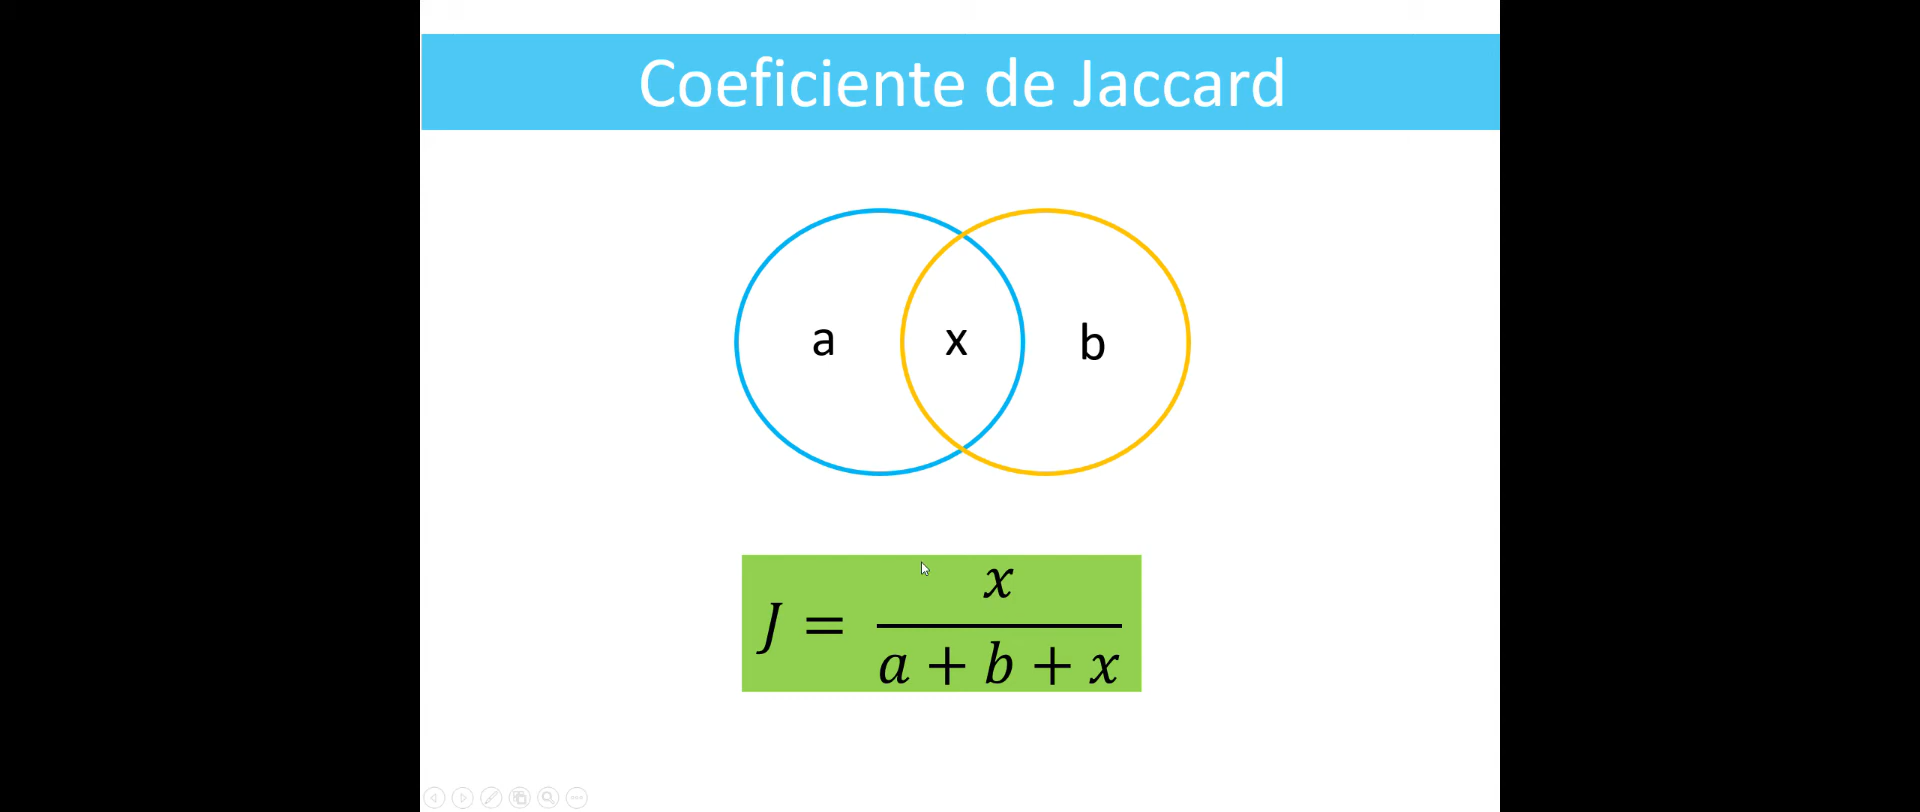 Coeficiente de Jaccard
a x b
J = x / (a + b + x)